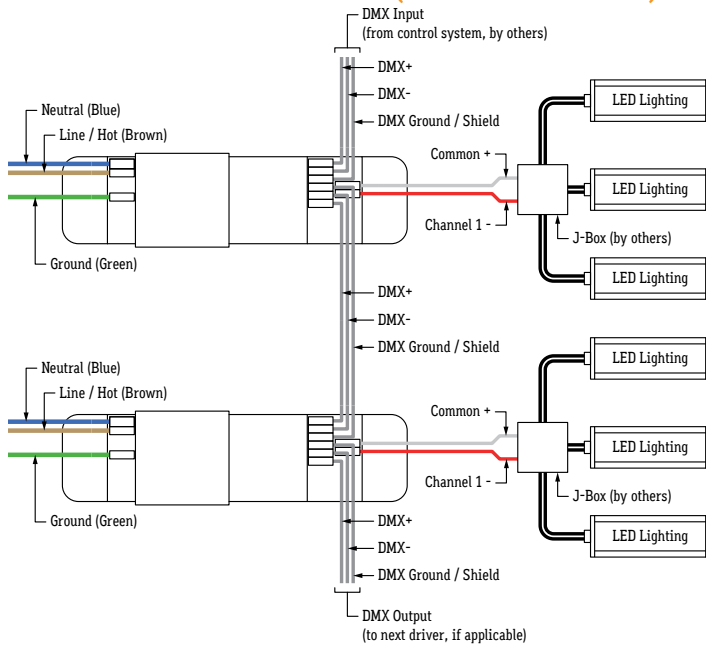 DMX Input
(from control system, by others)
DMX+
DMX-
DMX Ground / Shield
Neutral (Blue)
Line / Hot (Brown)
Ground (Green)
Common +
Channel 1 -
LED Lighting
LED Lighting
J-Box (by others)
LED Lighting
DMX+
DMX-
DMX Ground / Shield
Neutral (Blue)
Line / Hot (Brown)
Ground (Green)
Common +
Channel 1 -
LED Lighting
LED Lighting
J-Box (by others)
LED Lighting
DMX+
DMX-
DMX Ground / Shield
DMX Output
(to next driver, if applicable)